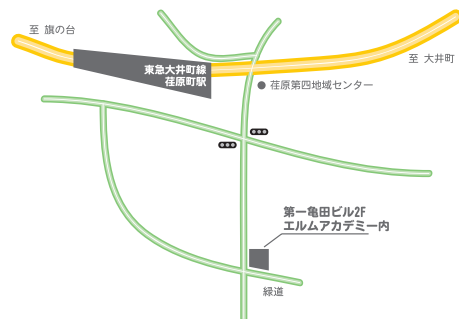 至 旗の台
至 大井町
東急大井町線
荏原町駅
荏原第四地域センター
第一亀田ビル2F
エルムアカデミー内
緑道